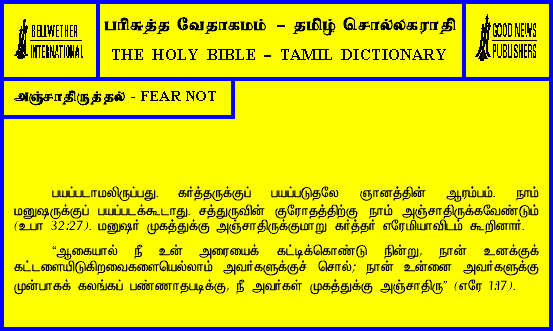 BELLWETHER
INTERNATIONAL
பரிசுத்த வேதாகமம் – தமிழ் சொல்லகராதி
THE HOLY BIBLE – TAMIL DICTIONARY
GOOD NEWS
PUBLISHERS
அஞ்சாதிருத்தல் - FEAR NOT
பயப்படாமலிருப்பது. கர்த்தருக்குப் பயப்படுதலே ஞானத்தின் ஆரம்பம். நாம்
மனுஷருக்குப் பயப்படக்கூடாது. சத்துருவின் குரோதத்திற்கு நாம் அஞ்சாதிருக்கவேண்டும்
(உபா 32:27). மனுஷர் முகத்துக்கு அஞ்சாதிருக்குமாறு கர்த்தர் எரேமியாவிடம் கூறினார்.
“ஆகையால் நீ உன் அரையைக் கட்டிக்கொண்டு நின்று, நான் உனக்குக்
கட்டளையிடுகிறவைகளையெல்லாம் அவர்களுக்குச் சொல்; நான் உன்னை அவர்களுக்கு
முன்பாகக் கலங்கப் பண்ணாதபடிக்கு, நீ அவர்கள் முகத்துக்கு அஞ்சாதிரு” (எரே 1:17).